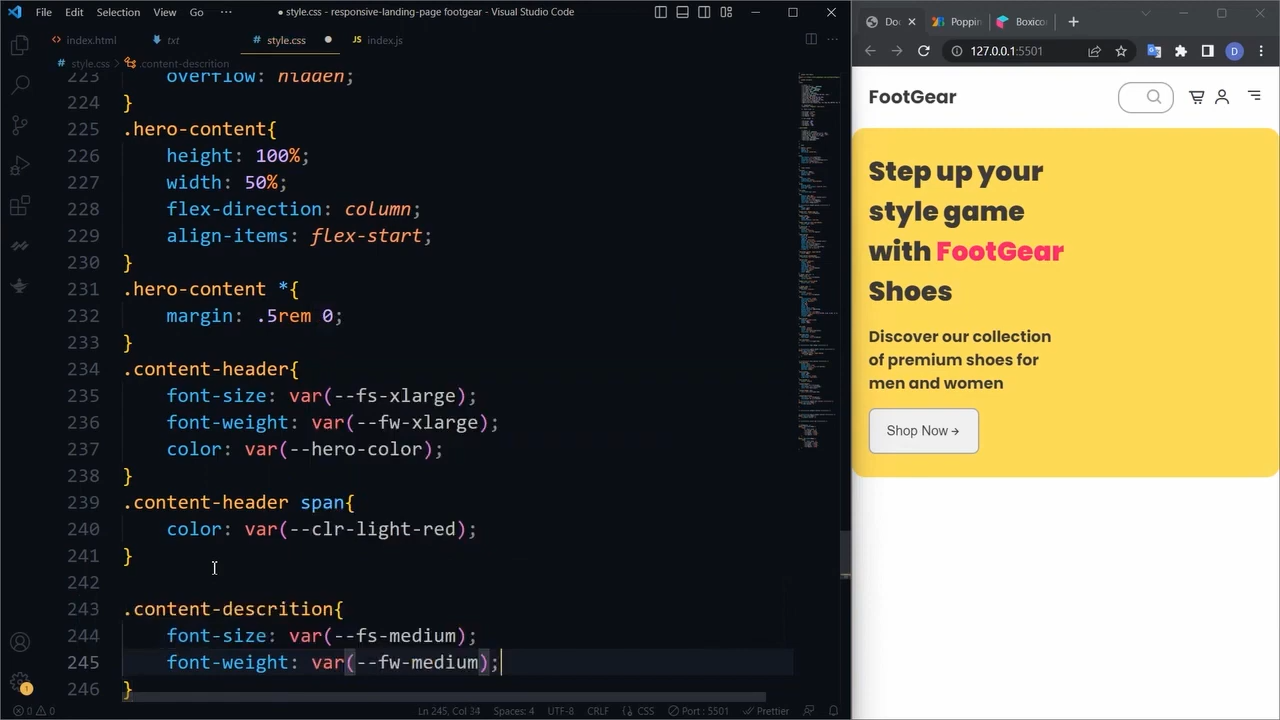 File Edit Selection View Go ··· ● style.css - responsive-landing-page footgear - Visual Studio Code
index.html txt style.css ● JS index.js ···
style.css > .content-descrition
223 overflow: hidden;
224 }
225 .hero-content{
226 height: 100%;
227 width: 50%;
228 flex-direction: column;
229 align-items: flex-start;
230 }
231 .hero-content *{
232 margin: .5rem 0;
233 }
234 .content-header{
235 font-size: var(--fs-xlarge);
236 font-weight: var(--fw-xlarge);
237 color: var(--hero-color);
238 }
239 .content-header span{
240 color: var(--clr-light-red);
241 }
242
243 .content-descrition{
244 font-size: var(--fs-medium);
245 font-weight: var(--fw-medium);
246 }
1
0 0 Ln 245, Col 34 Spaces: 4 UTF-8 CRLF {} CSS Port : 5501 Prettier
Doc Poppin Boxico
127.0.0.1:5501 D
FootGear
Step up your
style game
with FootGear
Shoes
Discover our collection
of premium shoes for
men and women
Shop Now →